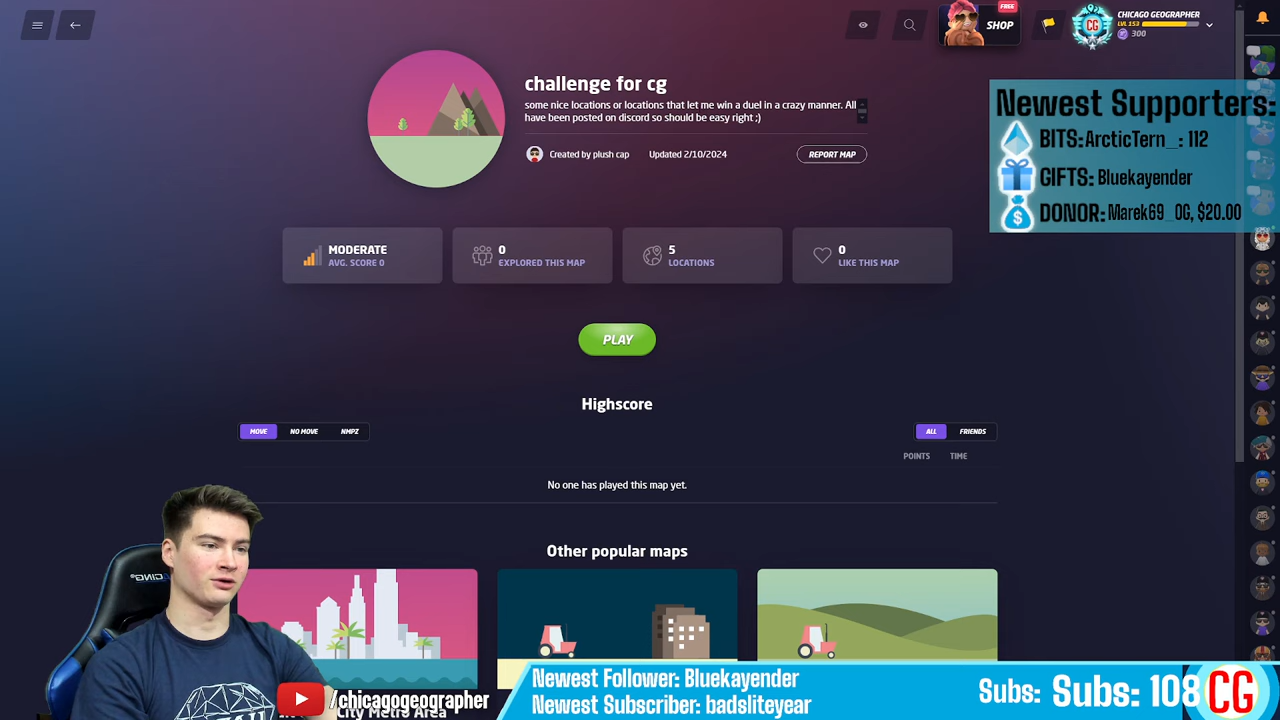 FREE
SHOP
CHICAGO GEOGRAPHER
LVL 153
300
challenge for cg
some nice locations or locations that let me win a duel in a crazy manner. All
have been posted on discord so should be easy right ;)
Created by plush cap
Updated 2/10/2024
REPORT MAP
Newest Supporters:
BITS: ArcticTern_: 112
GIFTS: Bluekayender
DONOR: Marek69_OG, $20.00
MODERATE
AVG. SCORE 0
0
EXPLORED THIS MAP
5
LOCATIONS
0
LIKE THIS MAP
PLAY
Highscore
MOVE
NO MOVE
NMPZ
ALL
FRIENDS
POINTS
TIME
No one has played this map yet.
Other popular maps
/chicagogeographer
City Metro Area
Newest Follower: Bluekayender
Newest Subscriber: badsliteyear
Subs: Subs: 108
CG